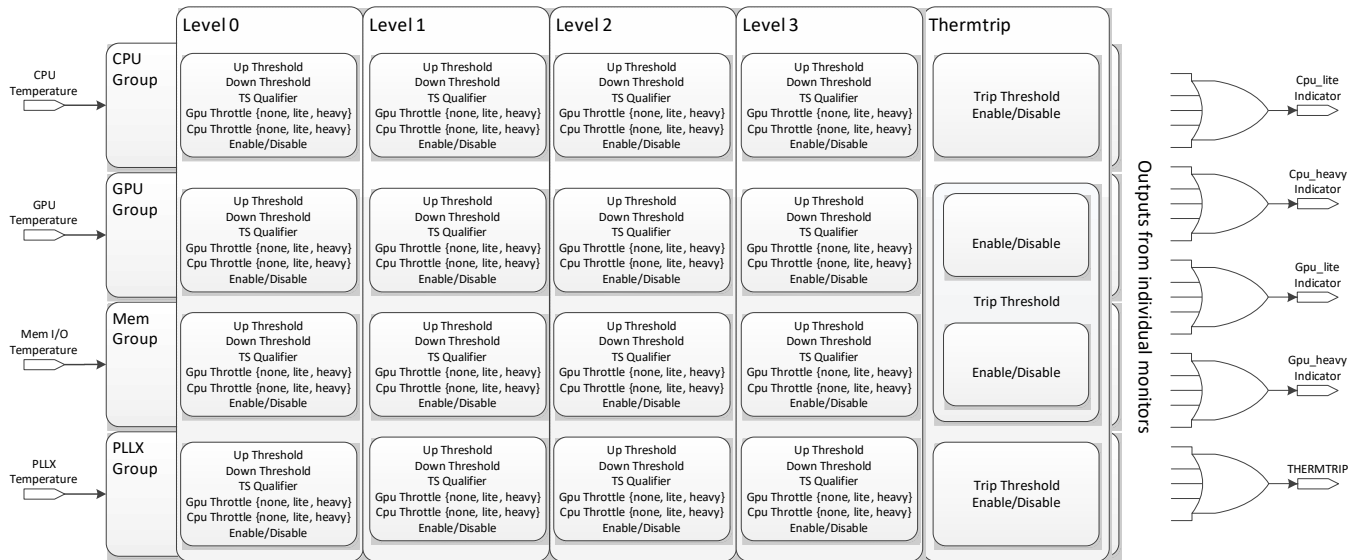 Level 0
Level 1
Level 2
Level 3
Thermtrip
CPU
Temperature
CPU
Group
Up Threshold
Down Threshold
TS Qualifier
Gpu Throttle {none, lite, heavy}
Cpu Throttle {none, lite, heavy}
Enable/Disable
Up Threshold
Down Threshold
TS Qualifier
Gpu Throttle {none, lite, heavy}
Cpu Throttle {none, lite, heavy}
Enable/Disable
Up Threshold
Down Threshold
TS Qualifier
Gpu Throttle {none, lite, heavy}
Cpu Throttle {none, lite, heavy}
Enable/Disable
Up Threshold
Down Threshold
TS Qualifier
Gpu Throttle {none, lite, heavy}
Cpu Throttle {none, lite, heavy}
Enable/Disable
Trip Threshold
Enable/Disable
GPU
Temperature
GPU
Group
Up Threshold
Down Threshold
TS Qualifier
Gpu Throttle {none, lite, heavy}
Cpu Throttle {none, lite, heavy}
Enable/Disable
Up Threshold
Down Threshold
TS Qualifier
Gpu Throttle {none, lite, heavy}
Cpu Throttle {none, lite, heavy}
Enable/Disable
Up Threshold
Down Threshold
TS Qualifier
Gpu Throttle {none, lite, heavy}
Cpu Throttle {none, lite, heavy}
Enable/Disable
Up Threshold
Down Threshold
TS Qualifier
Gpu Throttle {none, lite, heavy}
Cpu Throttle {none, lite, heavy}
Enable/Disable
Enable/Disable
Trip Threshold
Mem I/O
Temperature
Mem
Group
Up Threshold
Down Threshold
TS Qualifier
Gpu Throttle {none, lite, heavy}
Cpu Throttle {none, lite, heavy}
Enable/Disable
Up Threshold
Down Threshold
TS Qualifier
Gpu Throttle {none, lite, heavy}
Cpu Throttle {none, lite, heavy}
Enable/Disable
Up Threshold
Down Threshold
TS Qualifier
Gpu Throttle {none, lite, heavy}
Cpu Throttle {none, lite, heavy}
Enable/Disable
Up Threshold
Down Threshold
TS Qualifier
Gpu Throttle {none, lite, heavy}
Cpu Throttle {none, lite, heavy}
Enable/Disable
Enable/Disable
PLLX
Temperature
PLLX
Group
Up Threshold
Down Threshold
TS Qualifier
Gpu Throttle {none, lite, heavy}
Cpu Throttle {none, lite, heavy}
Enable/Disable
Up Threshold
Down Threshold
TS Qualifier
Gpu Throttle {none, lite, heavy}
Cpu Throttle {none, lite, heavy}
Enable/Disable
Up Threshold
Down Threshold
TS Qualifier
Gpu Throttle {none, lite, heavy}
Cpu Throttle {none, lite, heavy}
Enable/Disable
Up Threshold
Down Threshold
TS Qualifier
Gpu Throttle {none, lite, heavy}
Cpu Throttle {none, lite, heavy}
Enable/Disable
Trip Threshold
Enable/Disable
Outputs from individual monitors
Cpu_lite
Indicator
Cpu_heavy
Indicator
Gpu_lite
Indicator
Gpu_heavy
Indicator
THERMTRIP